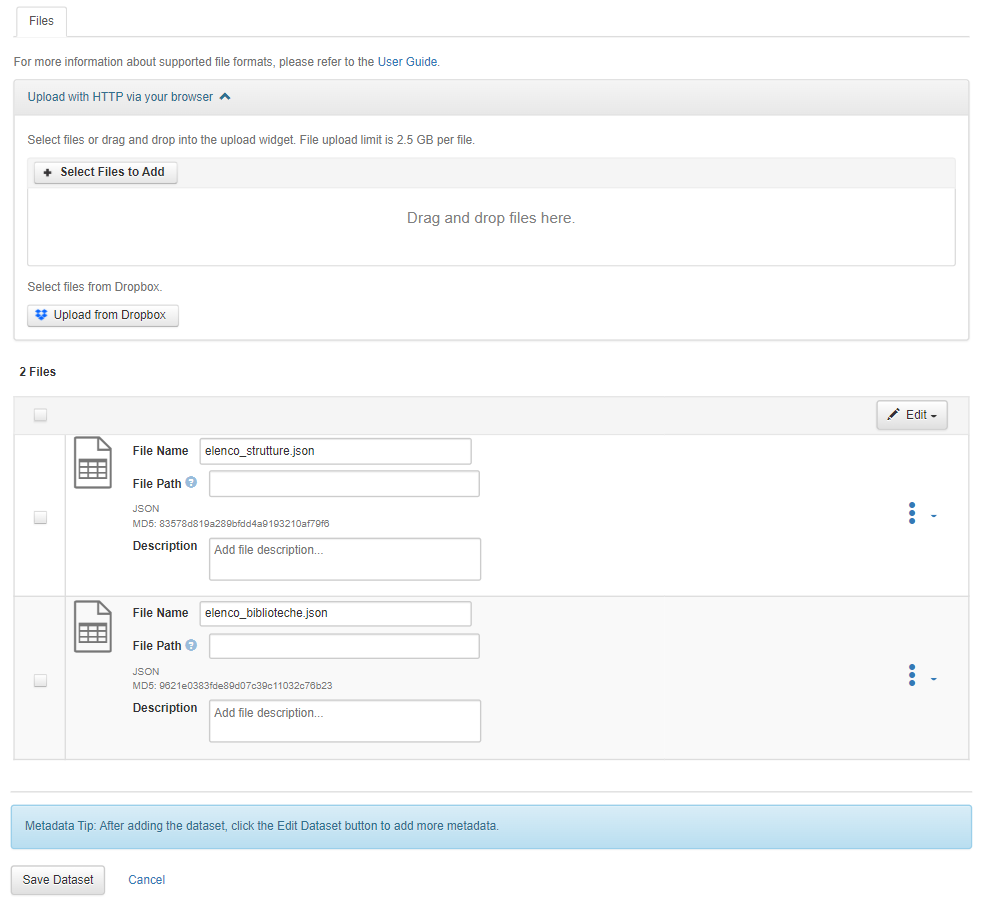 Files
For more information about supported file formats, please refer to the User Guide.
Upload with HTTP via your browser
Select files or drag and drop into the upload widget. File upload limit is 2.5 GB per file.
Select Files to Add
Drag and drop files here.
Select files from Dropbox.
Upload from Dropbox
2 Files
Edit
File Name elenco_strutture.json
File Path ?
JSON
MD5: 83578d819a289bfdd4a9193210af79f6
Description Add file description...
File Name elenco_biblioteche.json
File Path ?
JSON
MD5: 9621e0383fde89d07c39c11032c76b23
Description Add file description...
Metadata Tip: After adding the dataset, click the Edit Dataset button to add more metadata.
Save Dataset Cancel